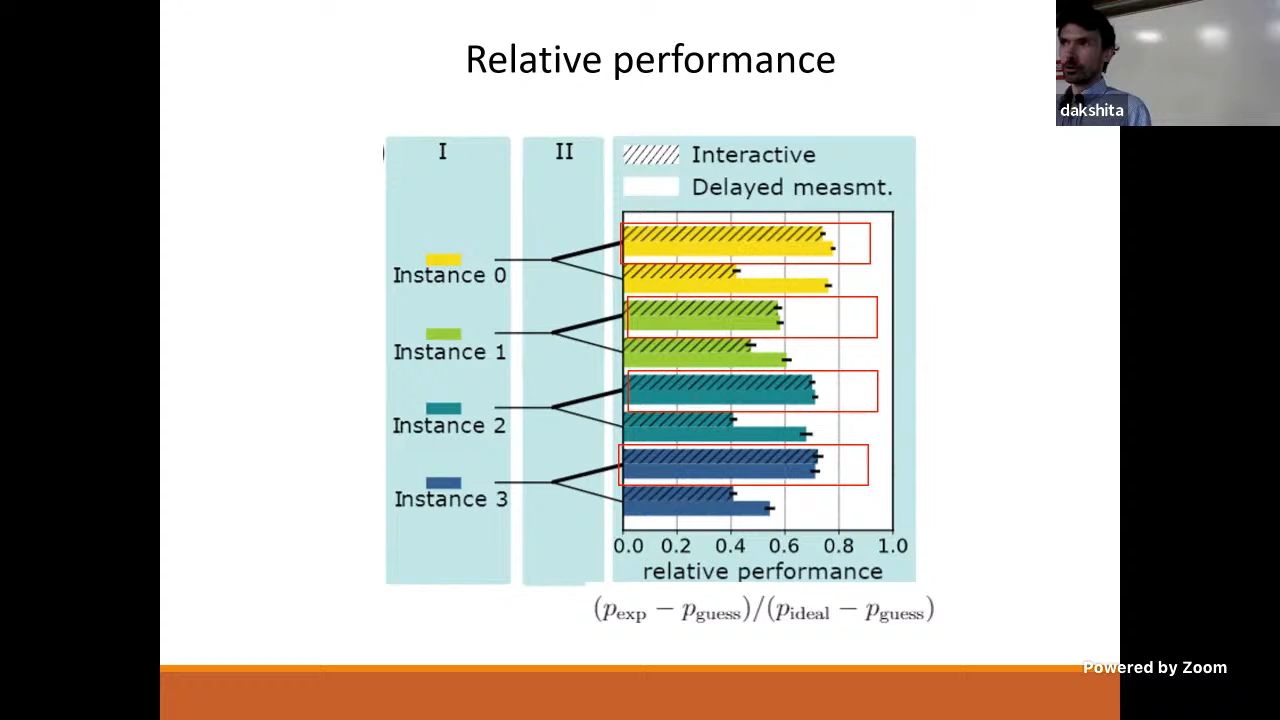 Relative performance
dakshita
I
II
Interactive
Delayed measmt.
Instance 0
Instance 1
Instance 2
Instance 3
0.0 0.2 0.4 0.6 0.8 1.0
relative performance
(p_exp − p_guess)/(p_ideal − p_guess)
Powered by Zoom